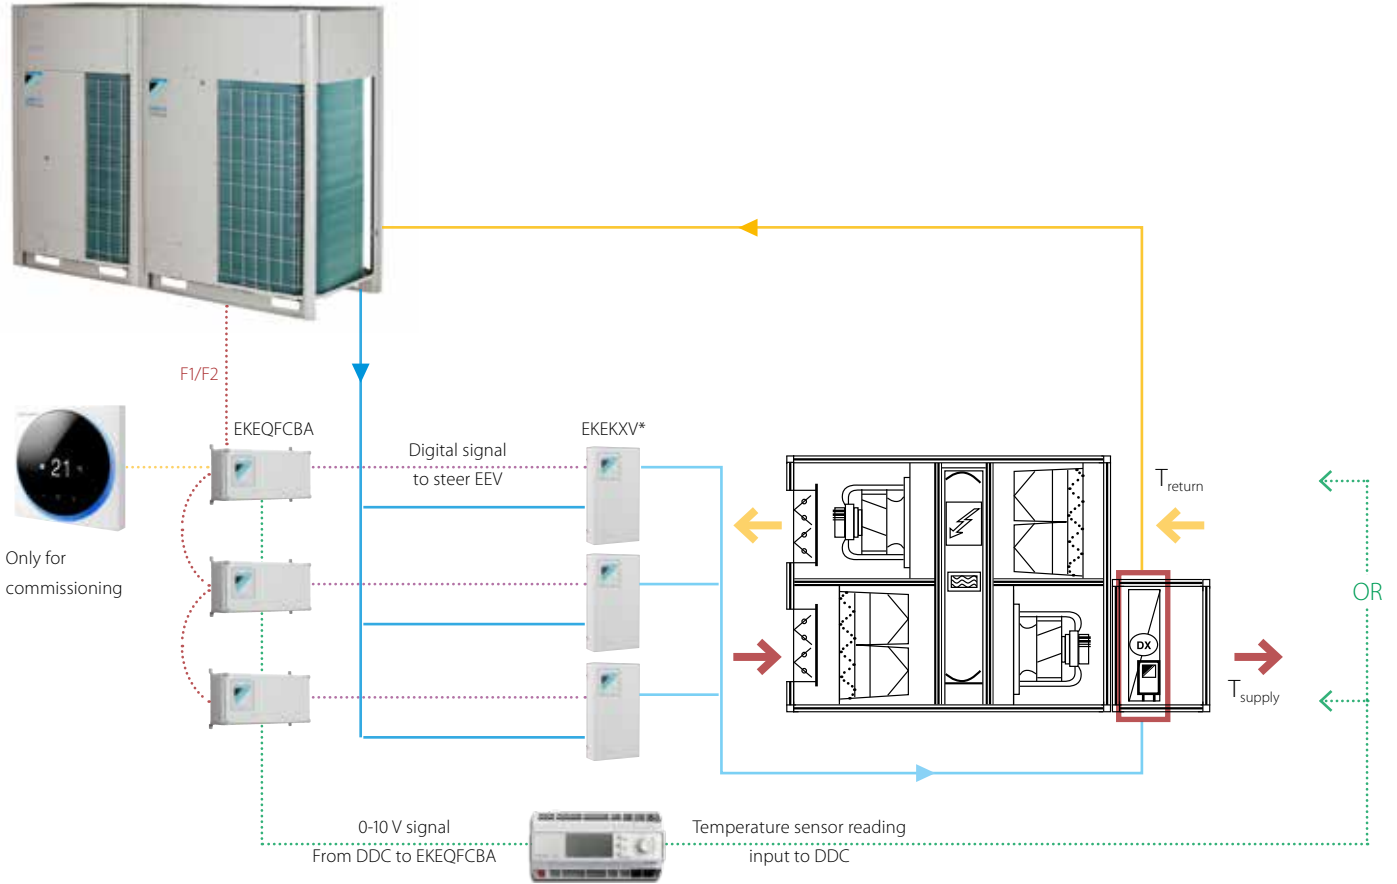 F1/F2
21
EKEQFCBA
EKEKXV*
Digital signal
to steer EEV
Only for
commissioning
Treturn
OR
DX
Tsupply
0-10 V signal
From DDC to EKEQFCBA
Temperature sensor reading
input to DDC